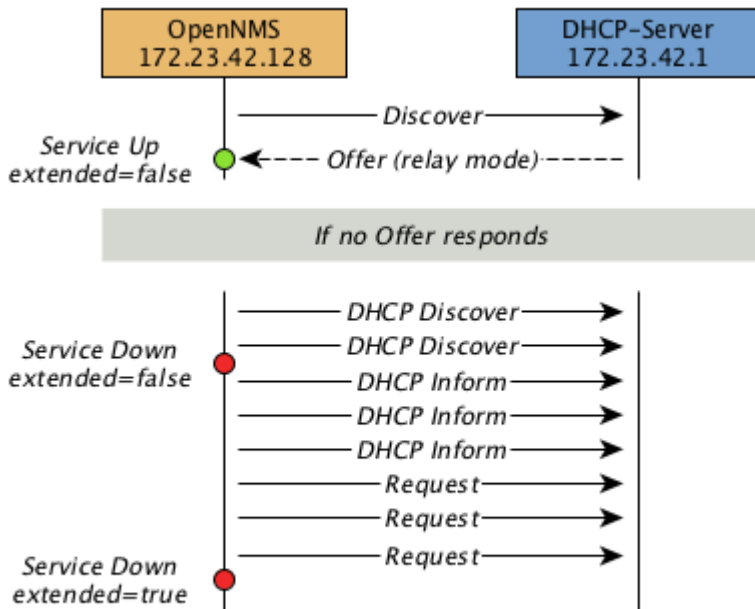 OpenNMS
172.23.42.128
DHCP-Server
172.23.42.1
Discover
Service Up
extended=false
Offer (relay mode)
If no Offer responds
DHCP Discover
DHCP Discover
Service Down
extended=false
DHCP Inform
DHCP Inform
DHCP Inform
Request
Request
Request
Service Down
extended=true